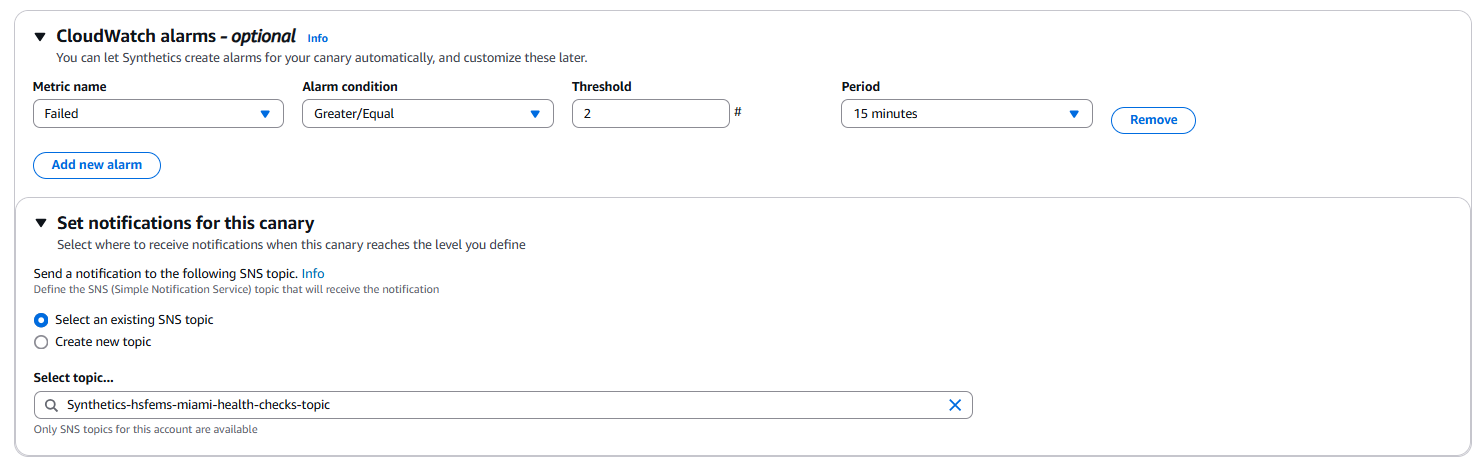 CloudWatch alarms - optional Info
You can let Synthetics create alarms for your canary automatically, and customize these later.
Metric name Alarm condition Threshold Period
Failed Greater/Equal 2 # 15 minutes Remove
Add new alarm
Set notifications for this canary
Select where to receive notifications when this canary reaches the level you define
Send a notification to the following SNS topic. Info
Define the SNS (Simple Notification Service) topic that will receive the notification
Select an existing SNS topic
Create new topic
Select topic...
Synthetics-hsfems-miami-health-checks-topic
Only SNS topics for this account are available